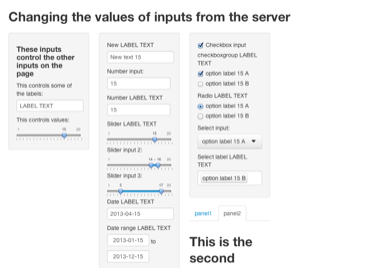 Changing the values of inputs from the server
These inputs
control the other
inputs on the
page
This controls some of
the labels:
LABEL TEXT
This controls values:
1 15 20
New LABEL TEXT
New text 15
Number input:
15
Number LABEL TEXT
15
Slider LABEL TEXT
15
Slider input 2:
14 - 16
Slider input 3:
1 5 17 20
Date LABEL TEXT
2013-04-15
Date range LABEL TEXT
2013-01-15 to
2013-12-15
Checkbox input
checkboxgroup LABEL
TEXT
option label 15 A
option label 15 B
Radio LABEL TEXT
option label 15 A
option label 15 B
Select input:
option label 15 A
Select label LABEL
TEXT
option label 15 B
panel1 panel2
This is the
second